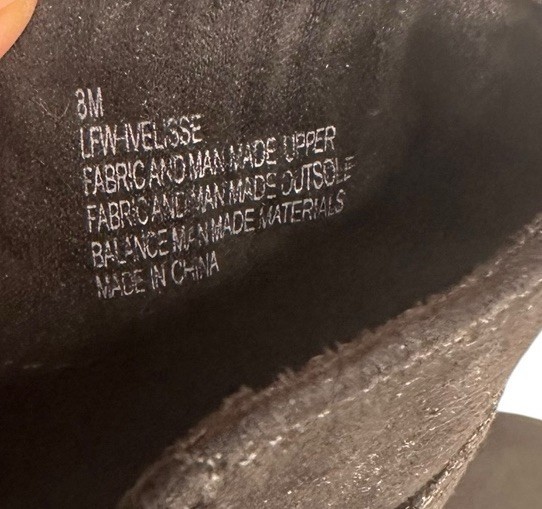 8M
LFW-IVELISSE
FABRIC AND MAN MADE UPPER
FABRIC AND MAN MADE OUTSOLE
BALANCE MAN MADE MATERIALS
MADE IN CHINA